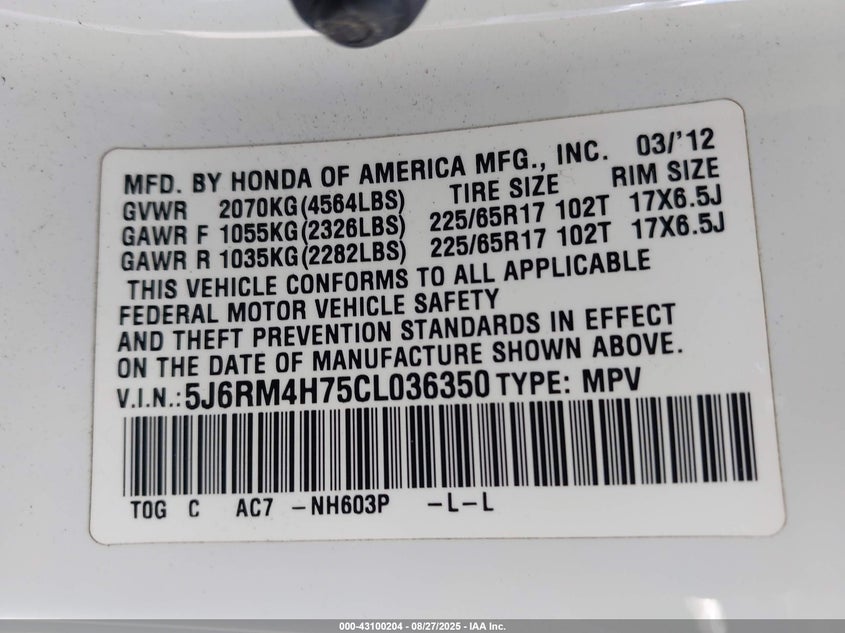 MFD. BY HONDA OF AMERICA MFG., INC. 03/'12
GVWR 2070KG(4564LBS) TIRE SIZE RIM SIZE
GAWR F 1055KG(2326LBS) 225/65R17 102T 17X6.5J
GAWR R 1035KG(2282LBS) 225/65R17 102T 17X6.5J
THIS VEHICLE CONFORMS TO ALL APPLICABLE
FEDERAL MOTOR VEHICLE SAFETY
AND THEFT PREVENTION STANDARDS IN EFFECT
ON THE DATE OF MANUFACTURE SHOWN ABOVE.
V.I.N.:5J6RM4H75CL036350 TYPE: MPV
T0G C AC7 -NH603P -L-L
000-43100204 - 08/27/2025 - IAA Inc.